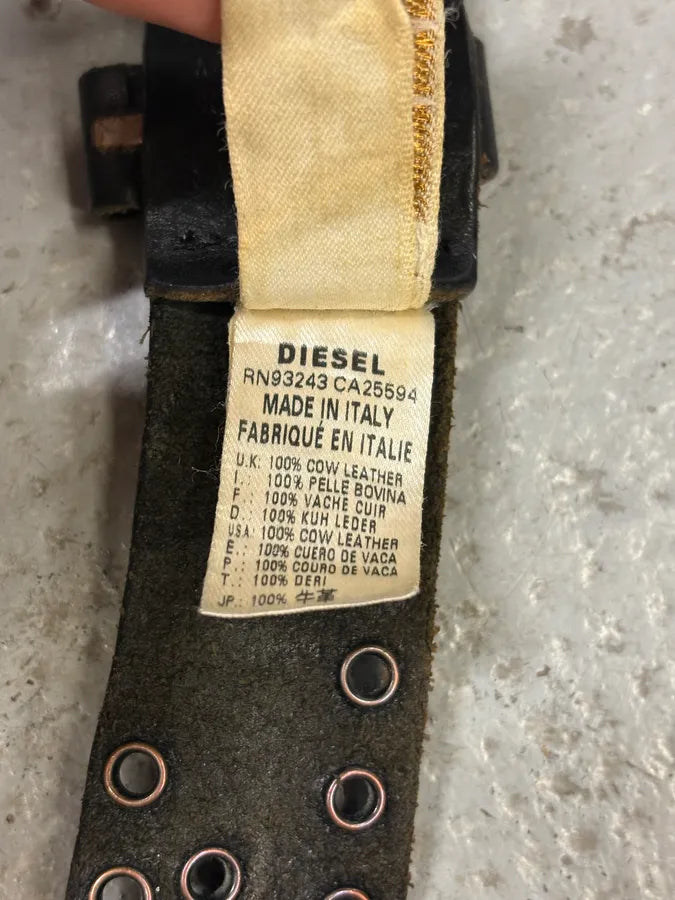 DIESEL
RN93243 CA25594
MADE IN ITALY
FABRIQUÉ EN ITALIE
U.K: 100% COW LEATHER
I.: 100% PELLE BOVINA
F.: 100% VACHE CUIR
D.: 100% KUH LEDER
USA: 100% COW LEATHER
E.: 100% CUERO DE VACA
P.: 100% COURO DE VACA
T.: 100% DERI
JP.: 100% 牛革